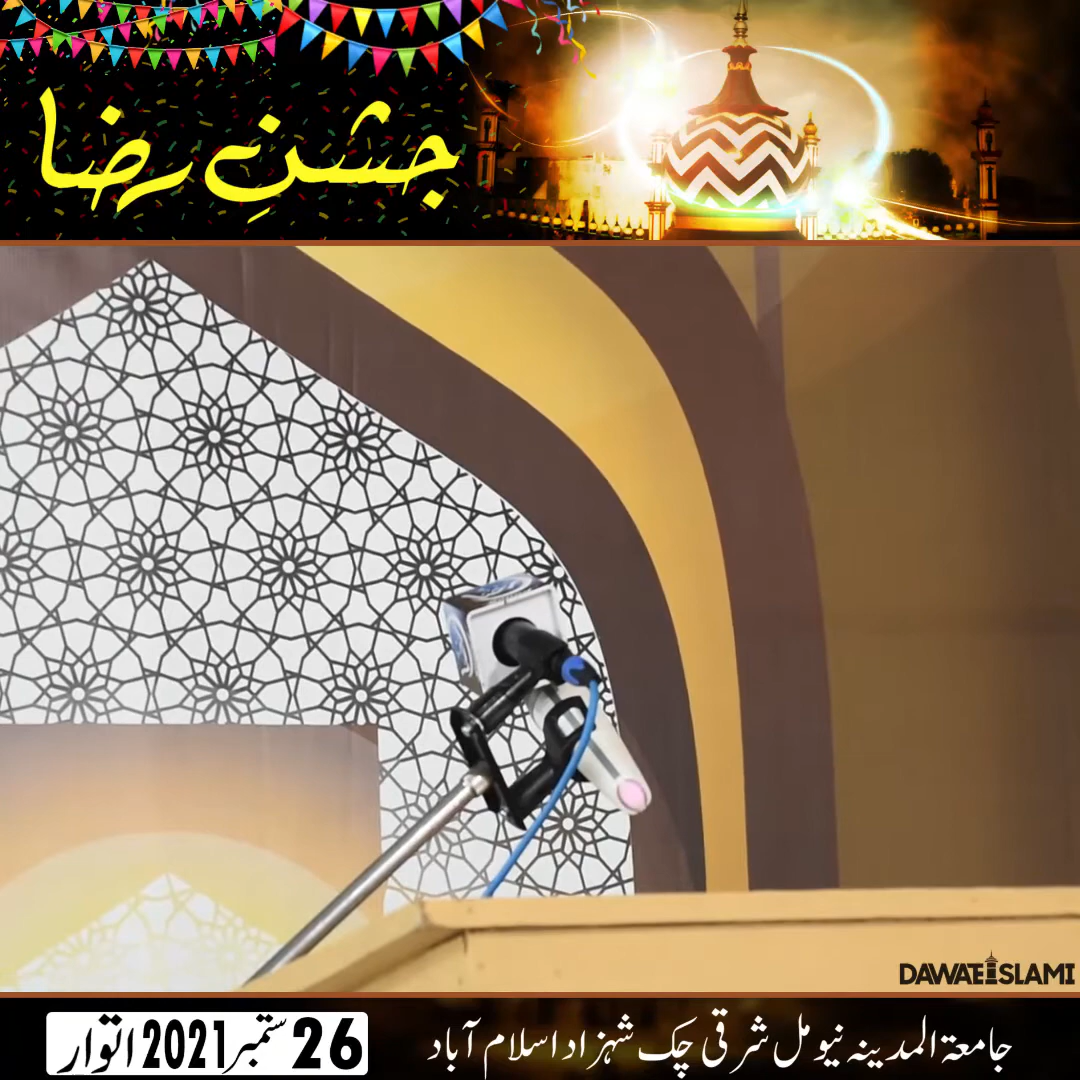 جشنِ رضا
DAWATEISLAMI
جامعۃ المدینہ نیو مل شرقی چک شہزاد اسلام آباد
26 ستمبر 2021 اتوار